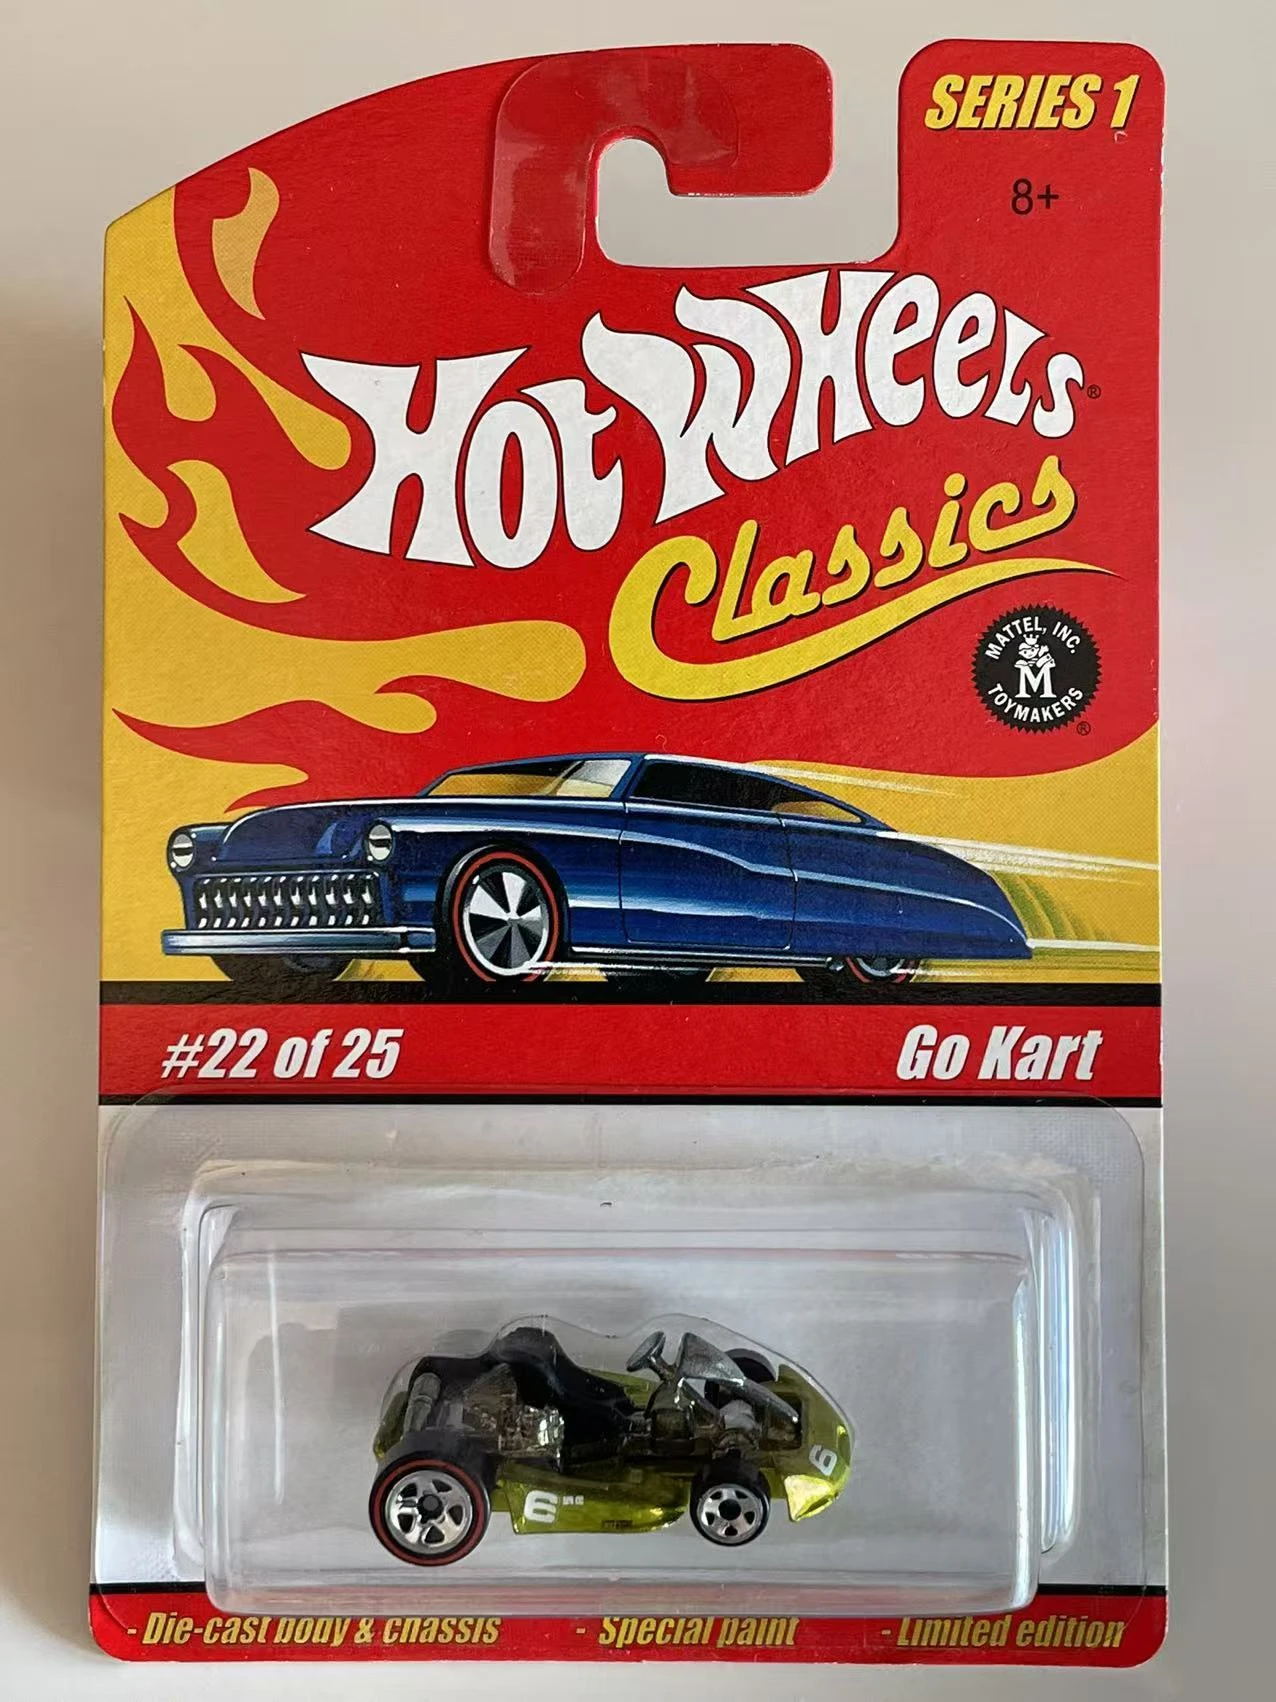 SERIES 1
8+
HOT WHEELS®
Classics
MATTEL, INC.
M
TOYMAKERS
®
#22 of 25
Go Kart
6
6
- Die-cast body & chassis - Special paint - Limited edition